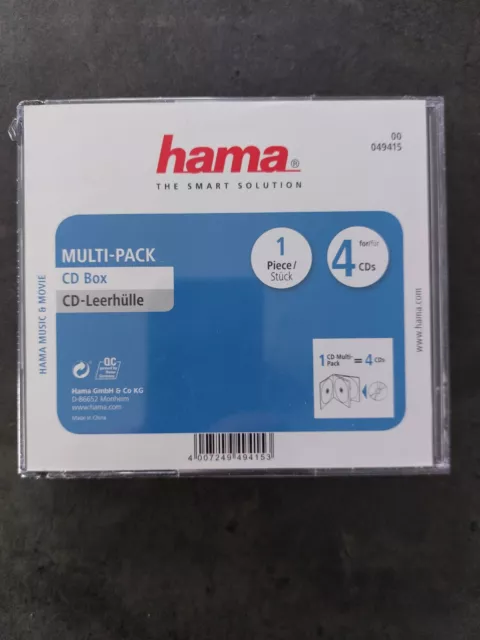 00
049415
hama®
THE SMART SOLUTION
MULTI-PACK
CD Box
CD-Leerhülle
1
Piece/
Stück
4
for/für
CDs
HAMA MUSIC & MOVIE
www.hama.com
QC
Hama GmbH & Co KG
D-86652 Monheim
www.hama.com
Made in China
1 CD Multi-Pack = 4 CDs
4 007249 494153